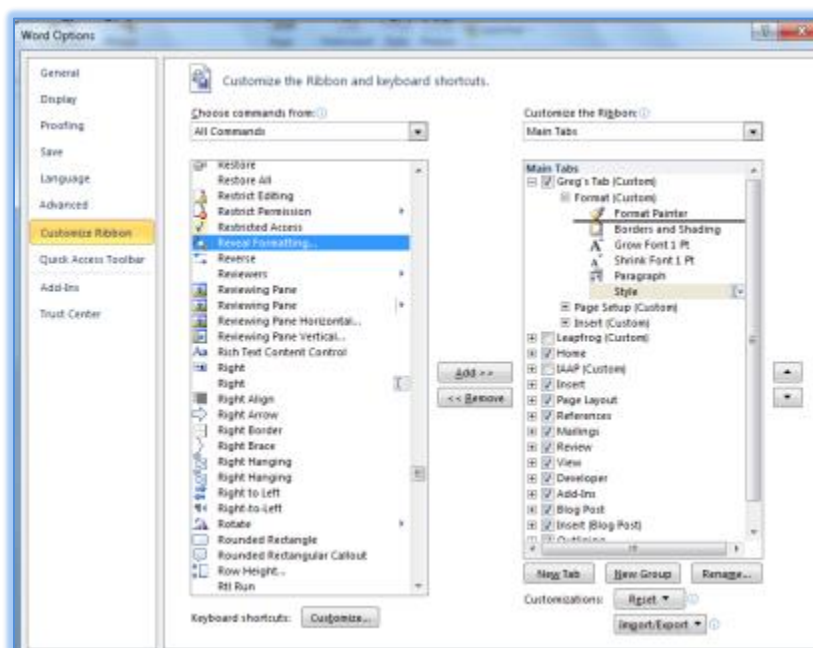 Word Options
General
Display
Proofing
Save
Language
Advanced
Customize Ribbon
Quick Access Toolbar
Add-Ins
Trust Center
Customize the Ribbon and keyboard shortcuts.
Choose commands from:
All Commands
Restore
Restore All
Restrict Editing
Restrict Permission
Restricted Access
Reveal Formatting...
Reverse
Reviewers
Reviewing Pane
Reviewing Pane
Reviewing Pane Horizontal...
Reviewing Pane Vertical...
Rich Text Content Control
Right
Right
Right Align
Right Arrow
Right Border
Right Brace
Right Hanging
Right Hanging
Right to Left
Right-to-Left
Rotate
Rounded Rectangle
Rounded Rectangular Callout
Row Height...
Rtl Run
Keyboard shortcuts: Customize...
Add >>
<< Remove
Customize the Ribbon:
Main Tabs
Main Tabs
Greg's Tab (Custom)
Format (Custom)
Format Painter
Borders and Shading
Grow Font 1 Pt
Shrink Font 1 Pt
Paragraph
Style
Page Setup (Custom)
Insert (Custom)
Leapfrog (Custom)
Home
IAAP (Custom)
Insert
Page Layout
References
Mailings
Review
View
Developer
Add-Ins
Blog Post
Insert (Blog Post)
Outlining
New Tab New Group Rename...
Customizations: Reset
Import/Export